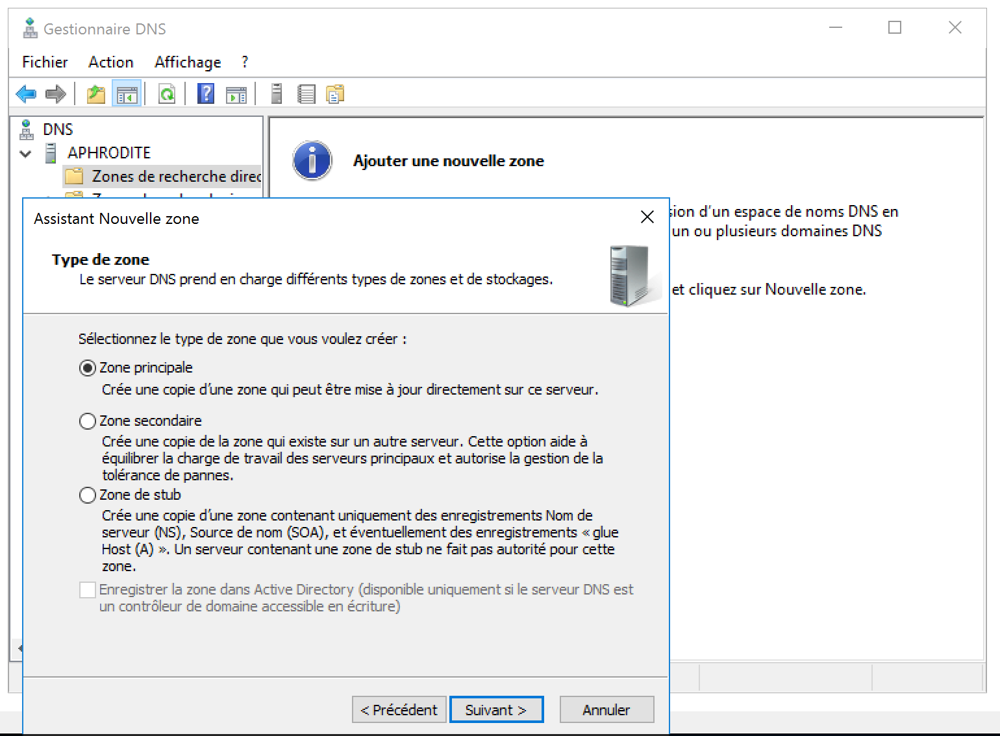 Gestionnaire DNS
Fichier Action Affichage ?
DNS
APHRODITE
Zones de recherche direc
Ajouter une nouvelle zone
sion d'un espace de noms DNS en
un ou plusieurs domaines DNS
et cliquez sur Nouvelle zone.
Assistant Nouvelle zone
Type de zone
Le serveur DNS prend en charge différents types de zones et de stockages.
Sélectionnez le type de zone que vous voulez créer :
Zone principale
Crée une copie d'une zone qui peut être mise à jour directement sur ce serveur.
Zone secondaire
Crée une copie de la zone qui existe sur un autre serveur. Cette option aide à
équilibrer la charge de travail des serveurs principaux et autorise la gestion de la
tolérance de pannes.
Zone de stub
Crée une copie d'une zone contenant uniquement des enregistrements Nom de
serveur (NS), Source de nom (SOA), et éventuellement des enregistrements « glue
Host (A) ». Un serveur contenant une zone de stub ne fait pas autorité pour cette
zone.
Enregistrer la zone dans Active Directory (disponible uniquement si le serveur DNS est
un contrôleur de domaine accessible en écriture)
< Précédent Suivant > Annuler